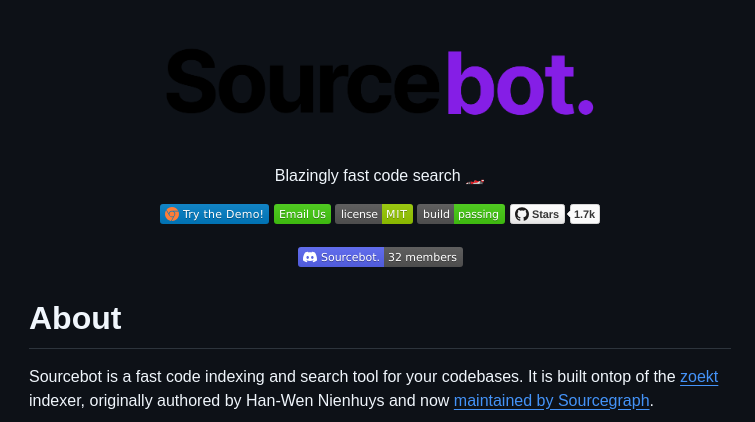 Sourcebot.
Blazingly fast code search 🏎️
Try the Demo! Email Us license MIT build passing Stars 1.7k
Sourcebot. 32 members
About
Sourcebot is a fast code indexing and search tool for your codebases. It is built ontop of the zoekt
indexer, originally authored by Han-Wen Nienhuys and now maintained by Sourcegraph.